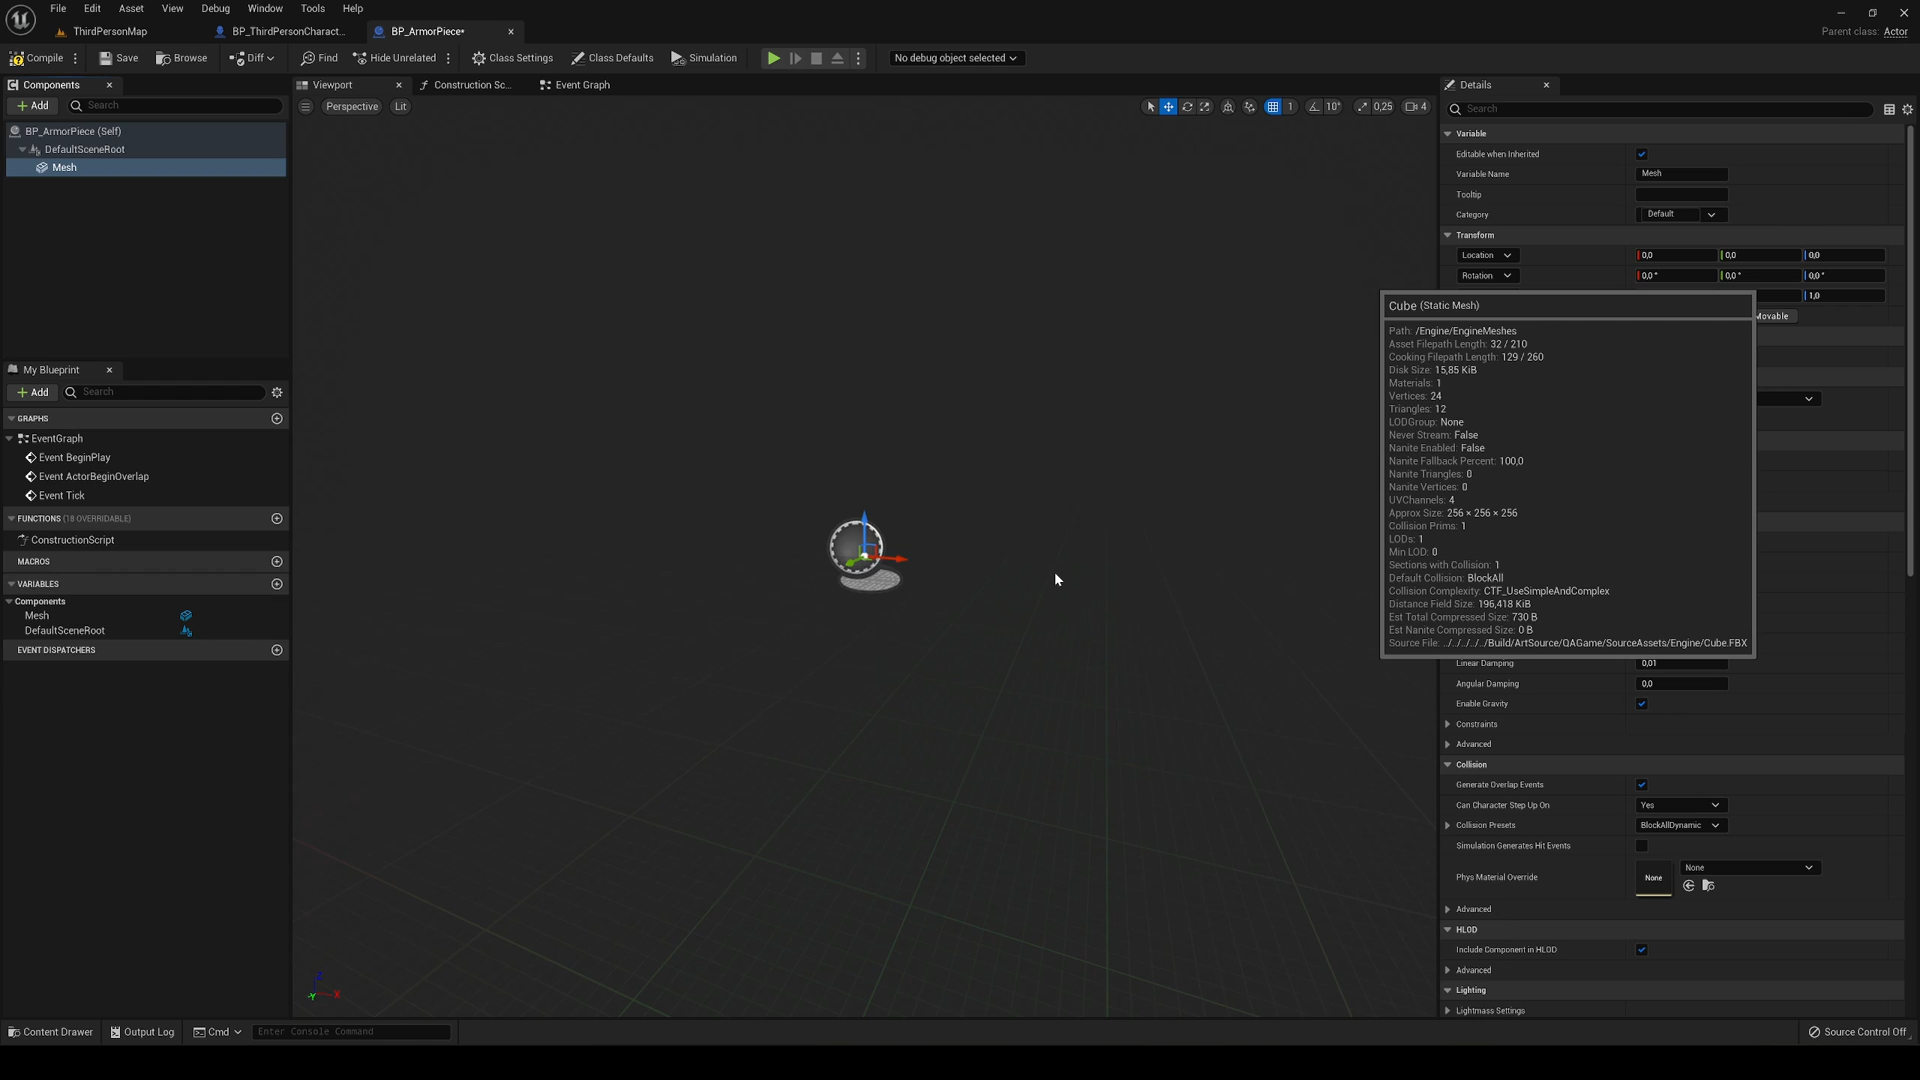 File Edit Asset View Debug Window Tools Help
ThirdPersonMap
BP_ThirdPersonCharact...
BP_ArmorPiece*
Parent class: Actor
Compile
Save
Browse
Diff
Find
Hide Unrelated
Class Settings
Class Defaults
Simulation
No debug object selected
Components
Add
Search
BP_ArmorPiece (Self)
DefaultSceneRoot
Mesh
My Blueprint
Add
Search
GRAPHS
EventGraph
Event BeginPlay
Event ActorBeginOverlap
Event Tick
FUNCTIONS (18 OVERRIDABLE)
ConstructionScript
MACROS
VARIABLES
Components
Mesh
DefaultSceneRoot
EVENT DISPATCHERS
Viewport
Construction Sc...
Event Graph
Perspective
Lit
1
10°
0,25
4
Z
-Y
X
Cube (Static Mesh)
Path: /Engine/EngineMeshes
Asset Filepath Length: 32 / 210
Cooking Filepath Length: 129 / 260
Disk Size: 15,85 KiB
Materials: 1
Vertices: 24
Triangles: 12
LODGroup: None
Never Stream: False
Nanite Enabled: False
Nanite Fallback Percent: 100,0
Nanite Triangles: 0
Nanite Vertices: 0
UVChannels: 4
Approx Size: 256 × 256 × 256
Collision Prims: 1
LODs: 1
Min LOD: 0
Sections with Collision: 1
Default Collision: BlockAll
Collision Complexity: CTF_UseSimpleAndComplex
Distance Field Size: 196,418 KiB
Est Total Compressed Size: 730 B
Est Nanite Compressed Size: 0 B
Source File: ../../../../../Build/ArtSource/QAGame/SourceAssets/Engine/Cube.FBX
Details
Search
Variable
Editable when Inherited
Variable Name Mesh
Tooltip
Category Default
Transform
Location 0,0 0,0 0,0
Rotation 0,0 ° 0,0 ° 0,0 °
1,0
Movable
Linear Damping 0,01
Angular Damping 0,0
Enable Gravity
Constraints
Advanced
Collision
Generate Overlap Events
Can Character Step Up On Yes
Collision Presets BlockAllDynamic
Simulation Generates Hit Events
Phys Material Override None None
Advanced
HLOD
Include Component in HLOD
Advanced
Lighting
Lightmass Settings
Content Drawer
Output Log
Cmd
Enter Console Command
Source Control Off